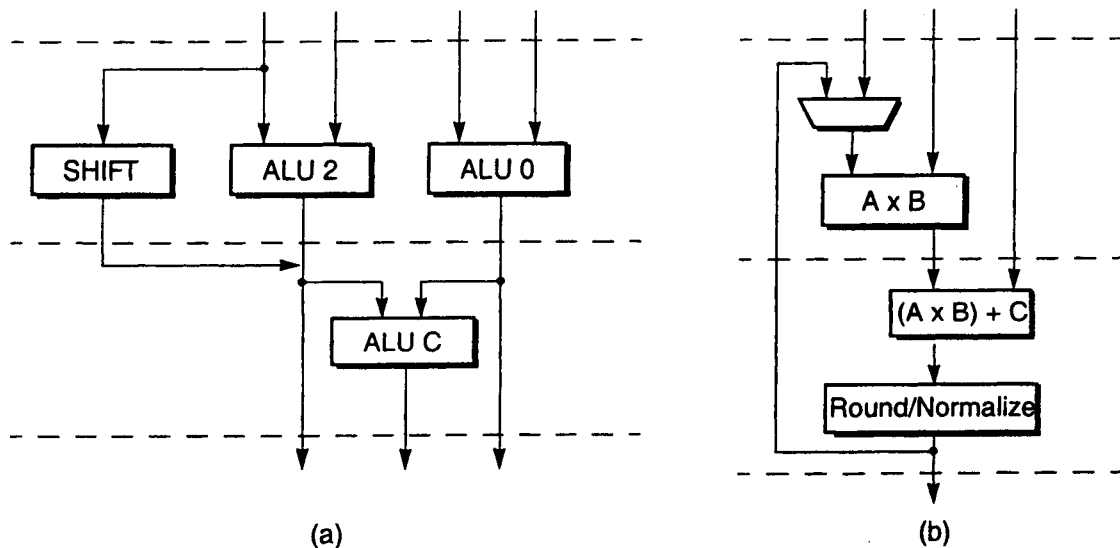 SHIFT
ALU 2
ALU 0
ALU C
(a)
A x B
(A x B) + C
Round/Normalize
(b)